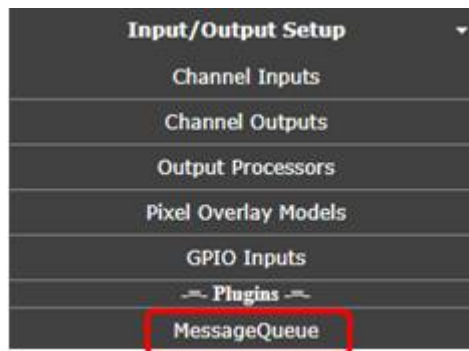 Input/Output Setup
Channel Inputs
Channel Outputs
Output Processors
Pixel Overlay Models
GPIO Inputs
-=- Plugins -=-
MessageQueue